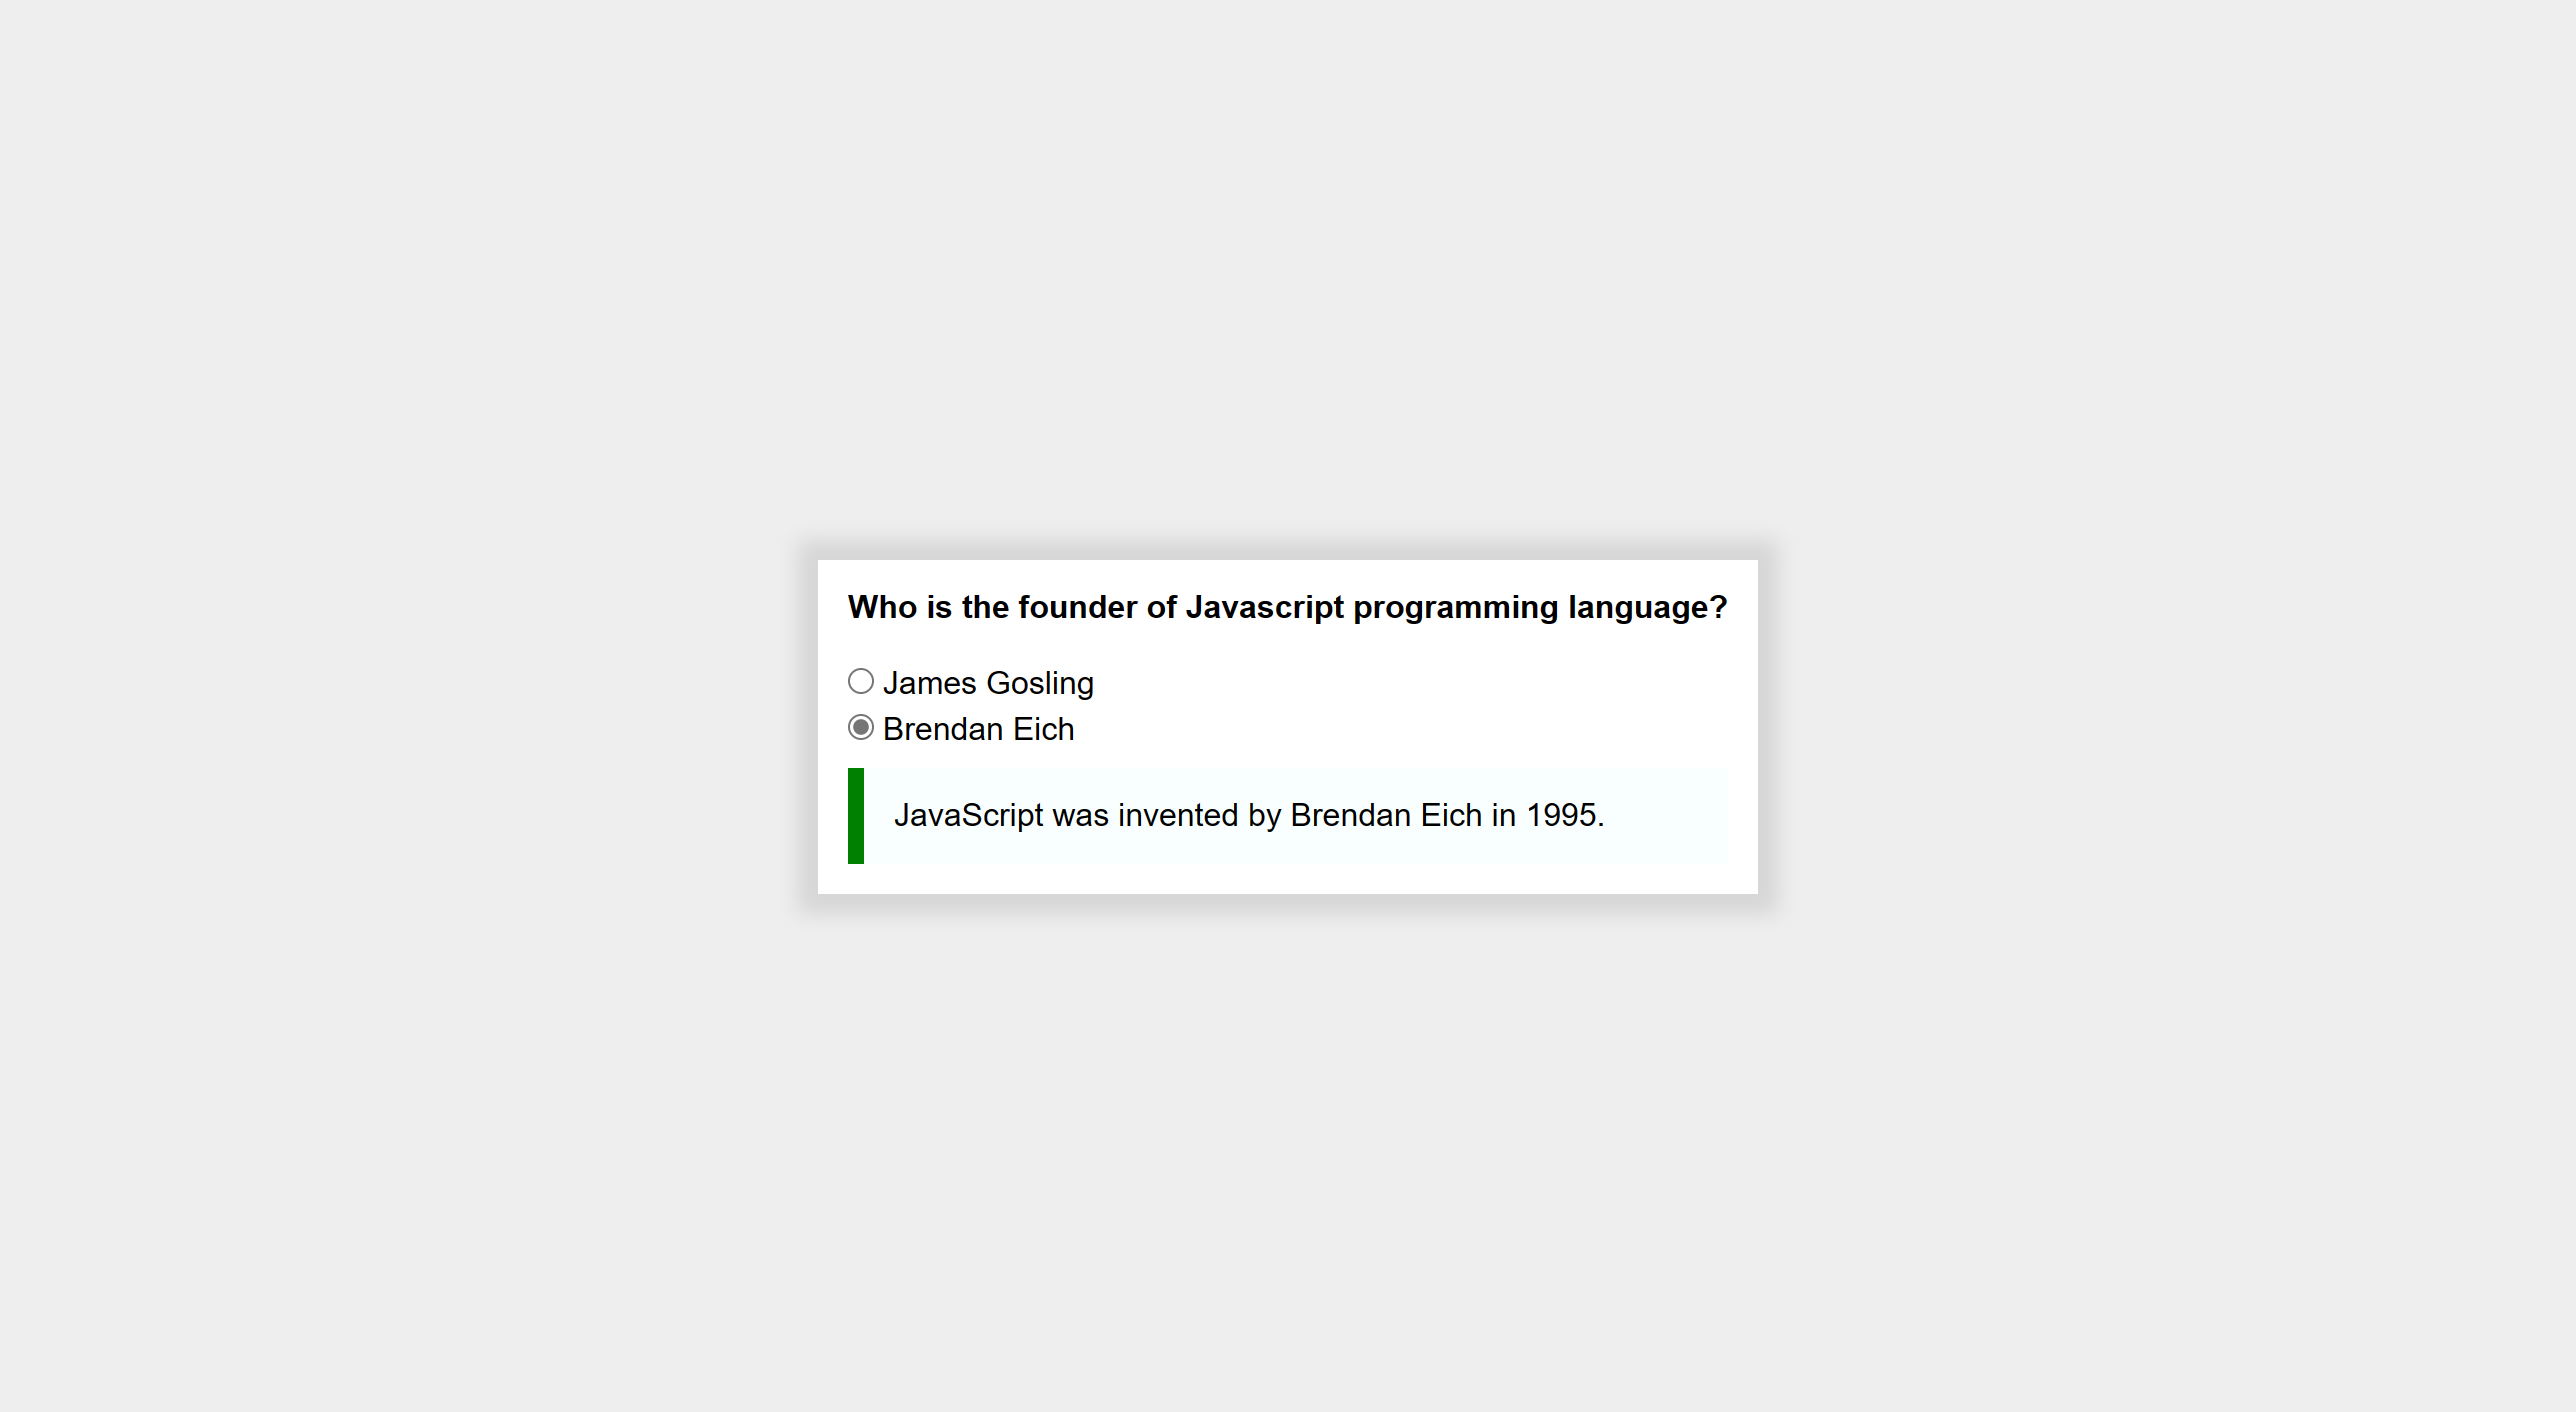 Who is the founder of Javascript programming language?
James Gosling
Brendan Eich
JavaScript was invented by Brendan Eich in 1995.